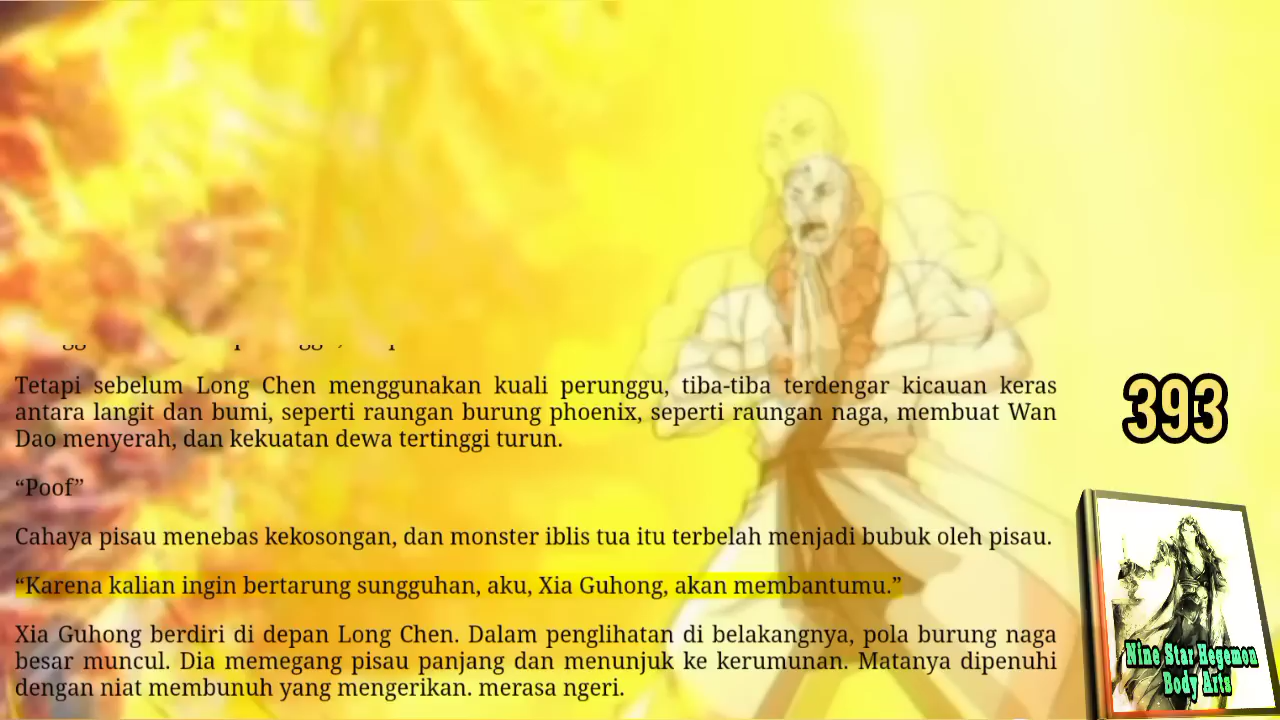 Tetapi sebelum Long Chen menggunakan kuali perunggu, tiba-tiba terdengar kicauan keras
antara langit dan bumi, seperti raungan burung phoenix, seperti raungan naga, membuat Wan
Dao menyerah, dan kekuatan dewa tertinggi turun.
“Poof”
Cahaya pisau menebas kekosongan, dan monster iblis tua itu terbelah menjadi bubuk oleh pisau.
“Karena kalian ingin bertarung sungguhan, aku, Xia Guhong, akan membantumu.”
Xia Guhong berdiri di depan Long Chen. Dalam penglihatan di belakangnya, pola burung naga
besar muncul. Dia memegang pisau panjang dan menunjuk ke kerumunan. Matanya dipenuhi
dengan niat membunuh yang mengerikan. merasa ngeri.
393
Nine Star Hegemon
Body Arts